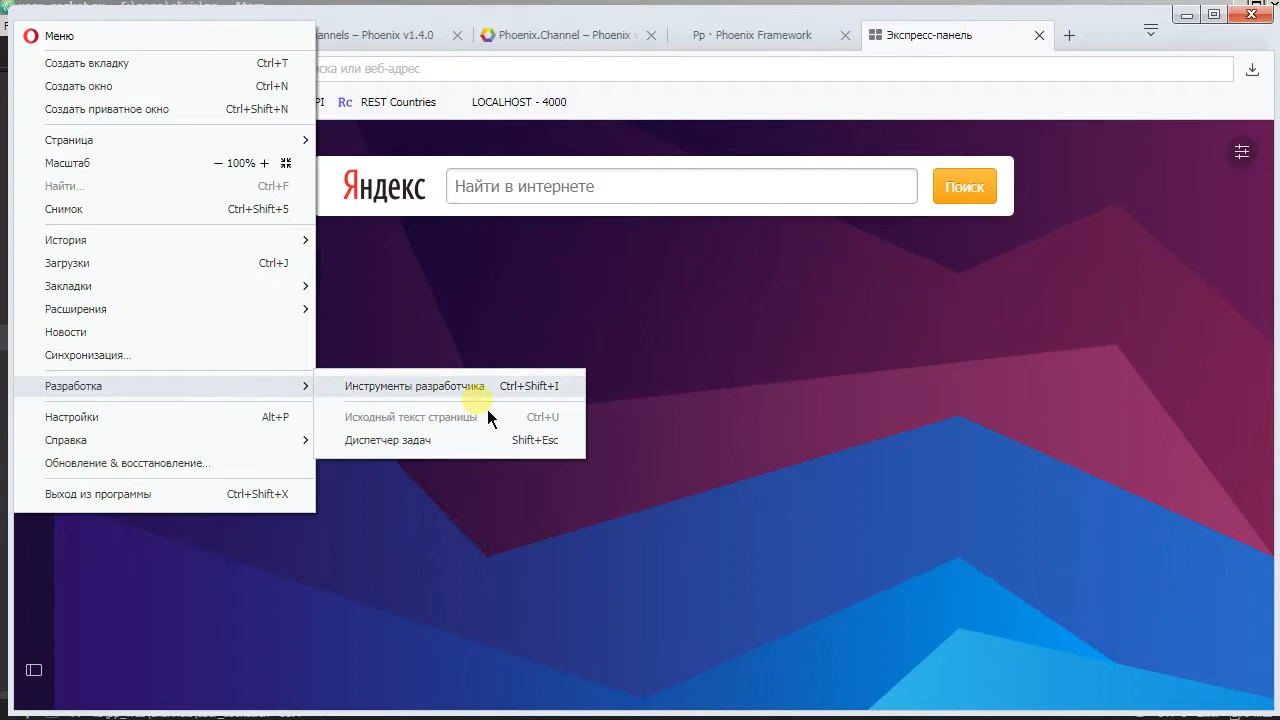 Меню
annels – Phoenix v1.4.0
Phoenix.Channel – Phoenix
Pp Phoenix Framework
Экспресс-панель
Создать вкладку Ctrl+T
иска или веб-адрес
Создать окно Ctrl+N
PI
Rc REST Countries
LOCALHOST - 4000
Создать приватное окно Ctrl+Shift+N
Страница
Масштаб – 100% +
Найти... Ctrl+F
Снимок Ctrl+Shift+5
Яндекс
Найти в интернете
Поиск
История
Загрузки Ctrl+J
Закладки
Расширения
Новости
Синхронизация...
Разработка
Инструменты разработчика Ctrl+Shift+I
Исходный текст страницы Ctrl+U
Диспетчер задач Shift+Esc
Настройки Alt+P
Справка
Обновление & восстановление...
Выход из программы Ctrl+Shift+X